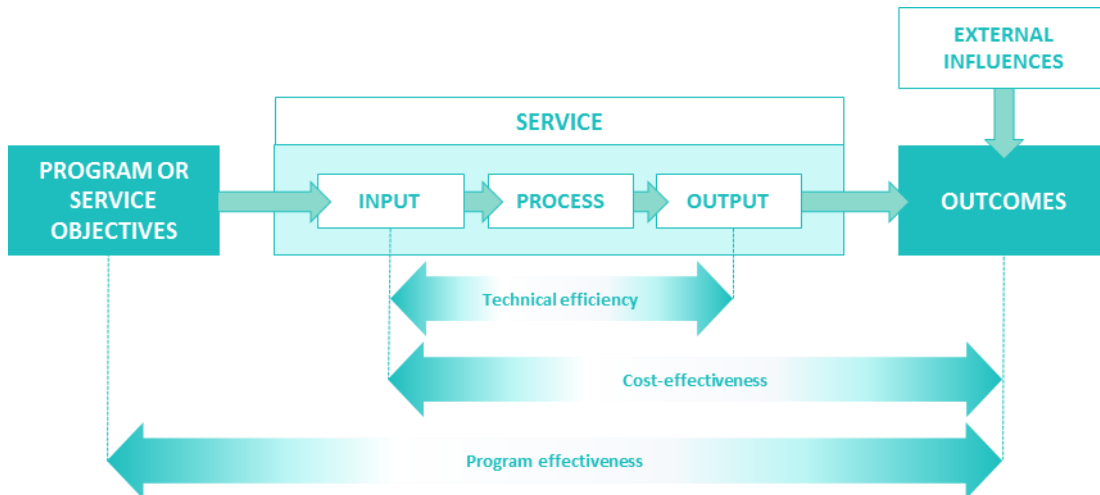 EXTERNAL
INFLUENCES
SERVICE
PROGRAM OR
SERVICE
OBJECTIVES
INPUT
PROCESS
OUTPUT
OUTCOMES
Technical efficiency
Cost-effectiveness
Program effectiveness